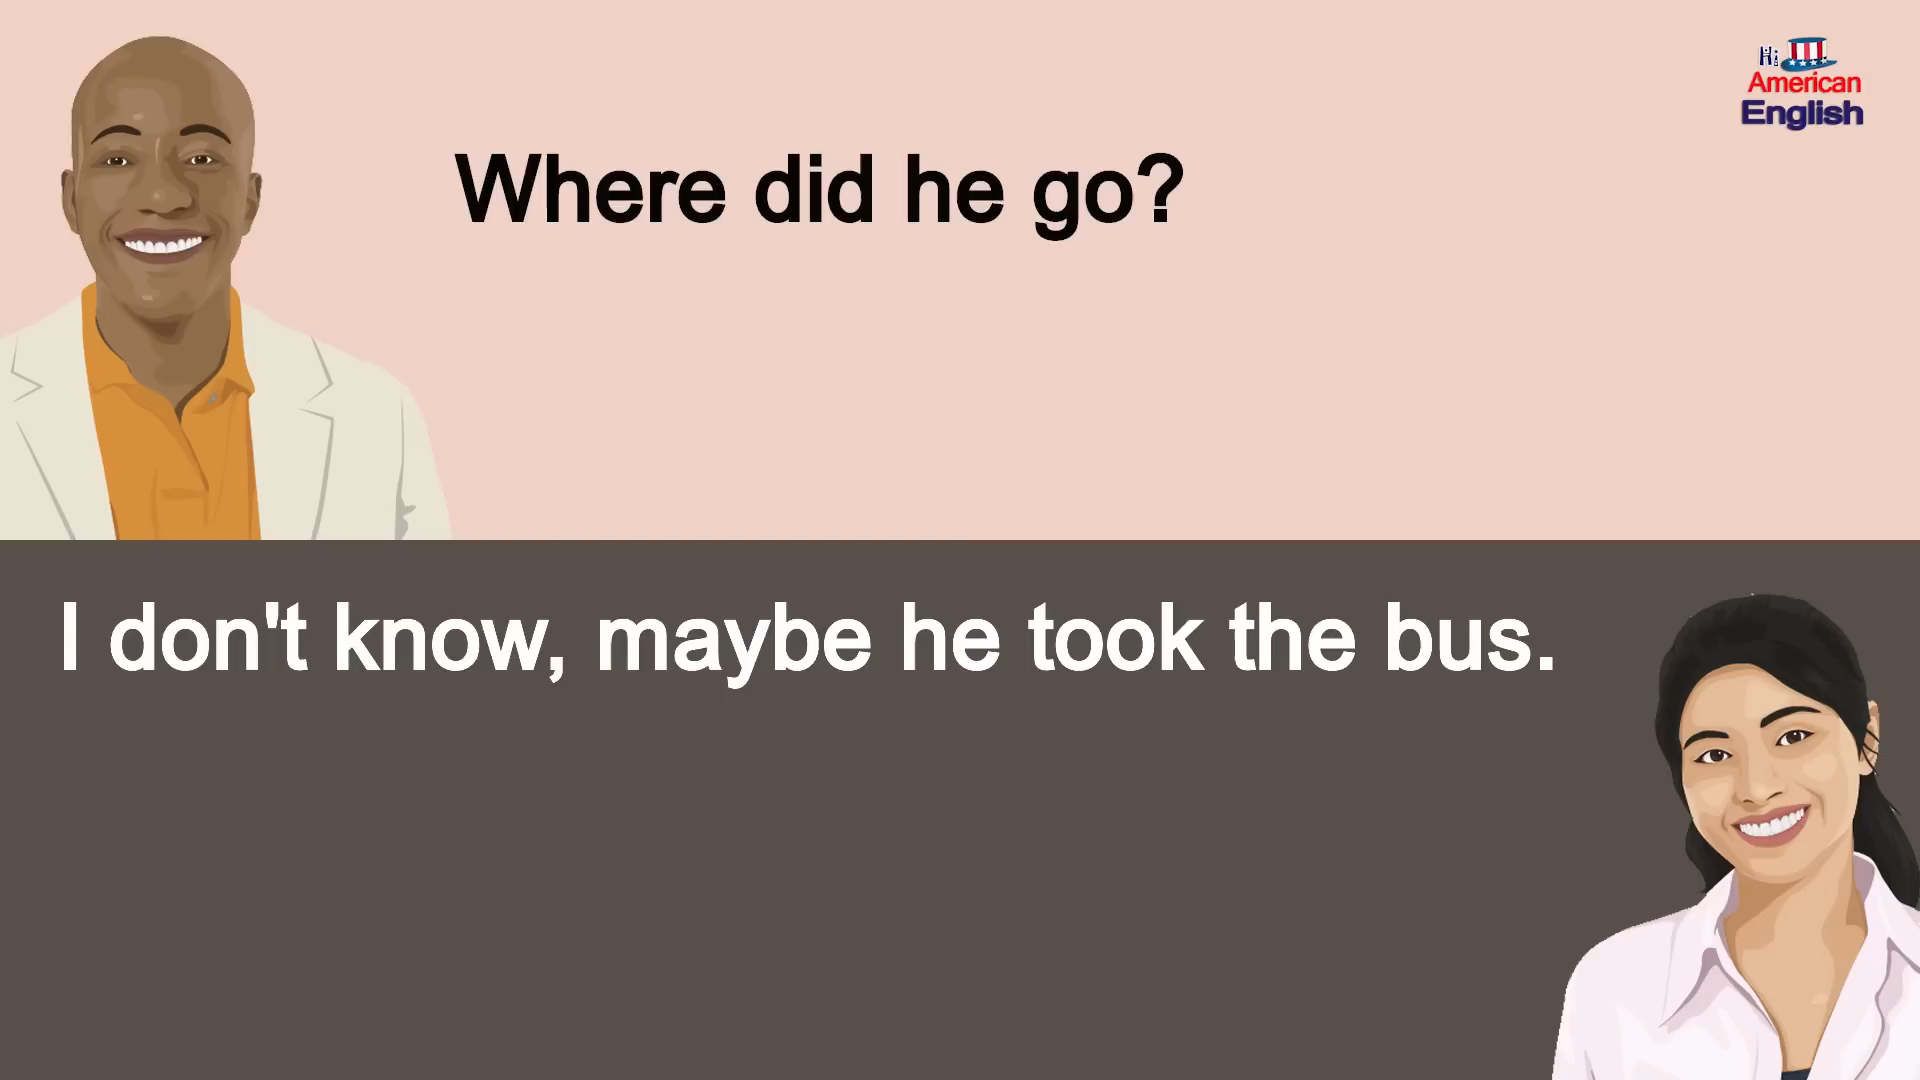 Hi
American
English
Where did he go?
I don't know, maybe he took the bus.